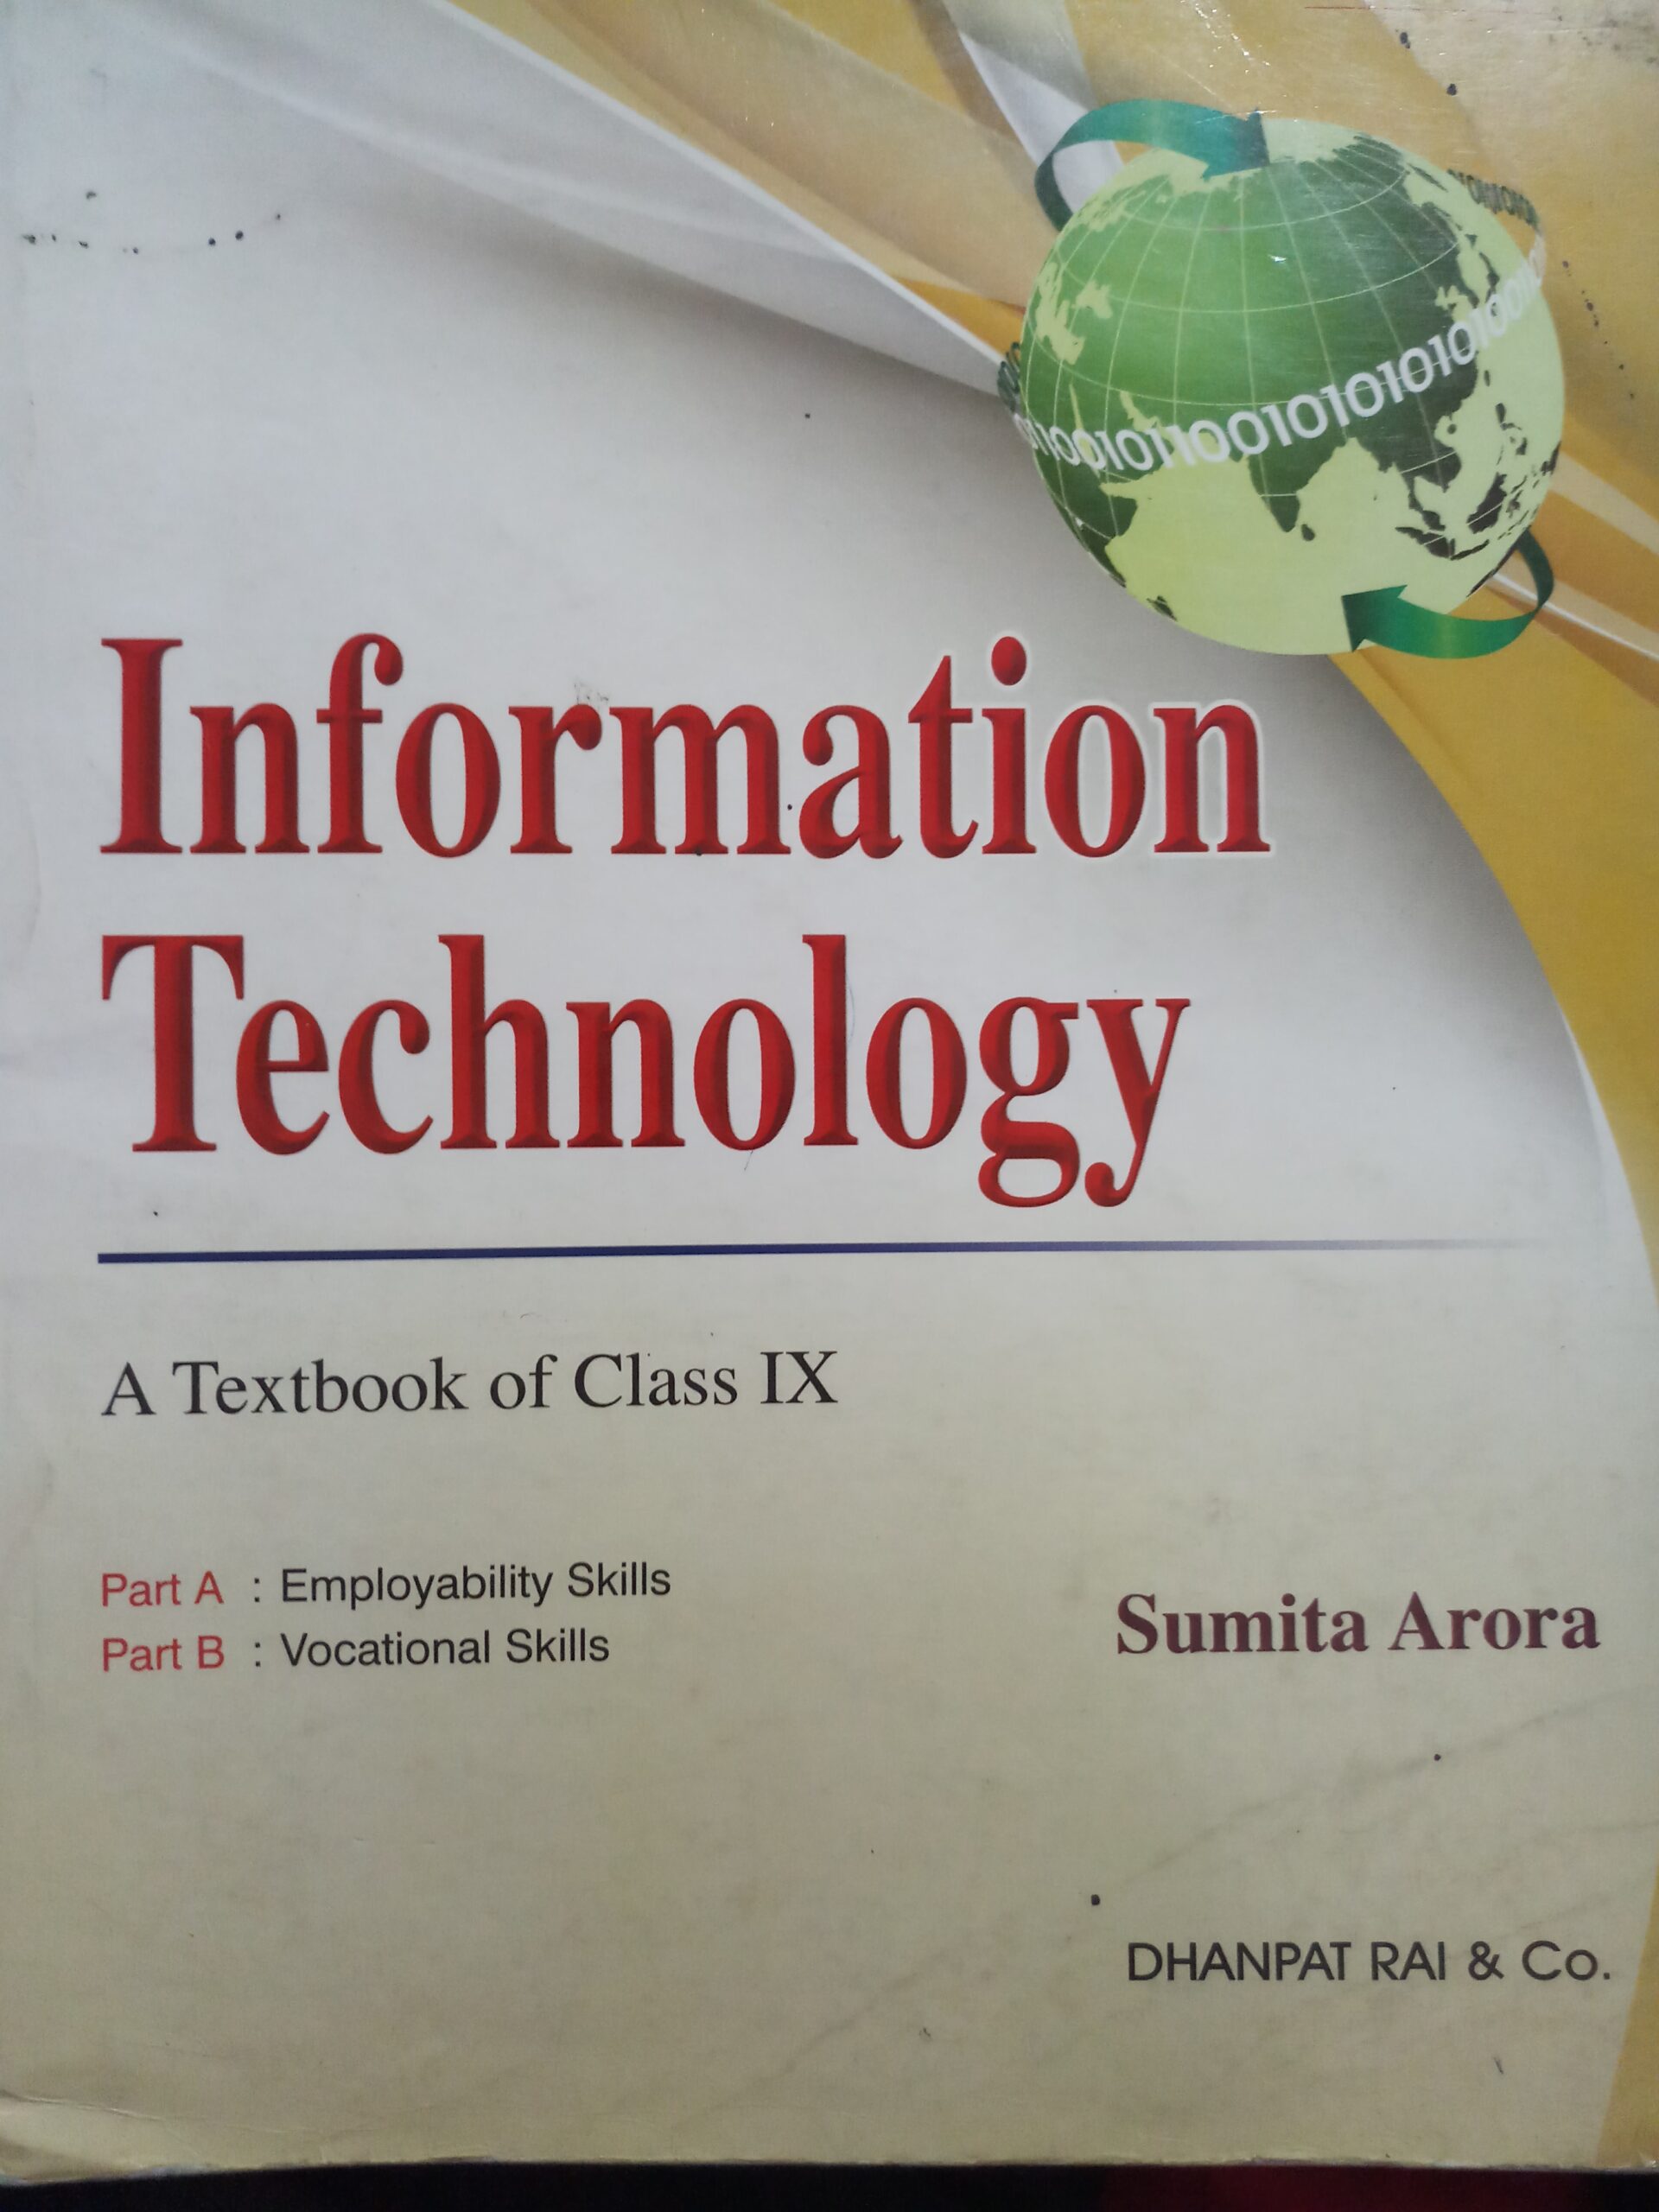 Information
Technology
A Textbook of Class IX
Part A : Employability Skills
Part B : Vocational Skills
Sumita Arora
DHANPAT RAI & Co.